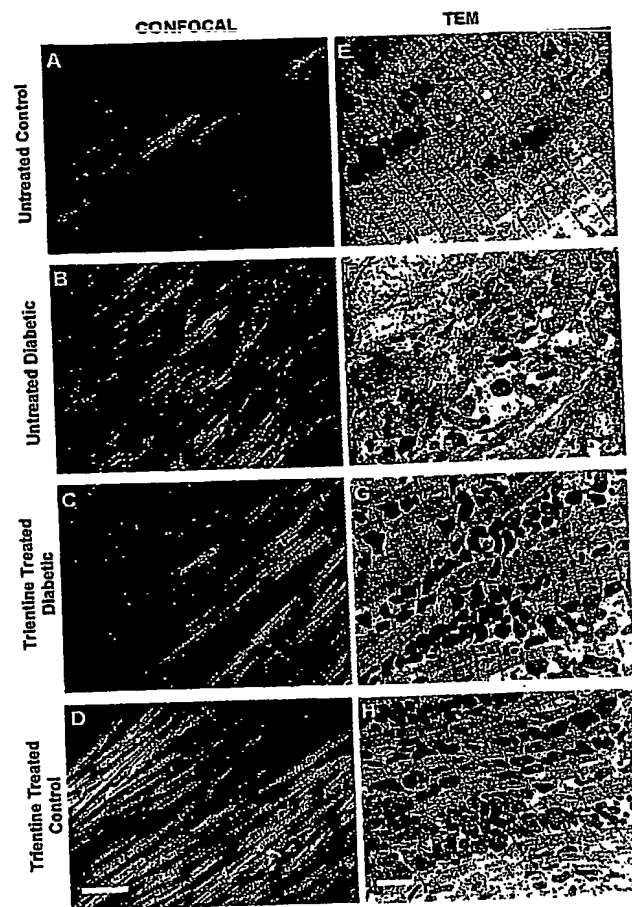 CONFOCAL
TEM
Untreated Control
A
E
Untreated Diabetic
B
Trientine Treated
Diabetic
C
G
Trientine Treated
Control
D
H